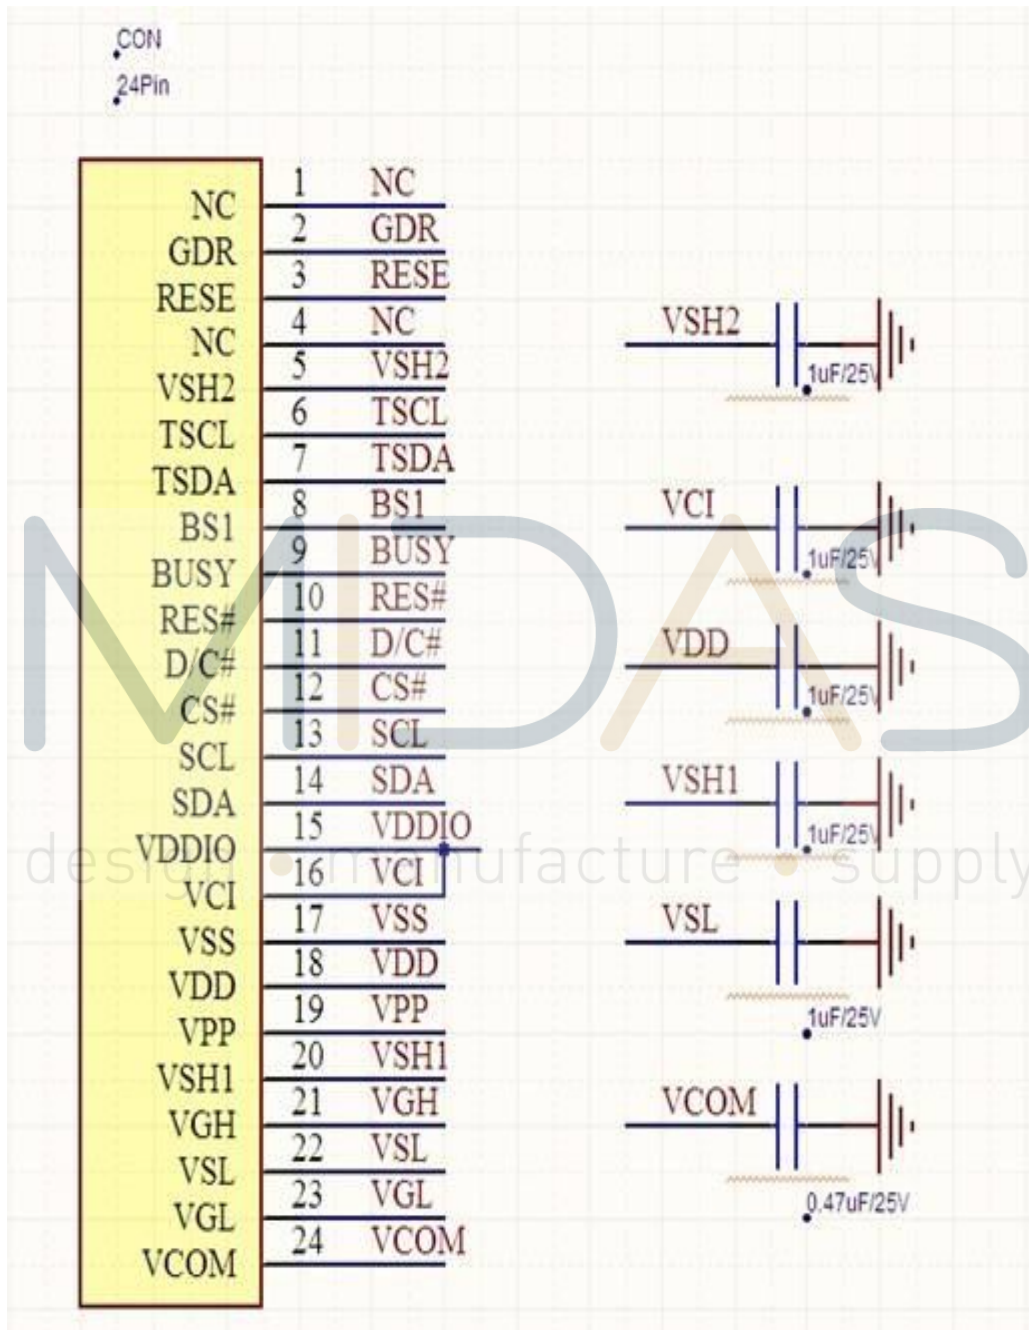 CON
24Pin
NC 1 NC
GDR 2 GDR
RESE 3 RESE
NC 4 NC
VSH2 5 VSH2
TSCL 6 TSCL
TSDA 7 TSDA
BS1 8 BS1
BUSY 9 BUSY
RES# 10 RES#
D/C# 11 D/C#
CS# 12 CS#
SCL 13 SCL
SDA 14 SDA
VDDIO 15 VDDIO
VCI 16 VCI
VSS 17 VSS
VDD 18 VDD
VPP 19 VPP
VSH1 20 VSH1
VGH 21 VGH
VSL 22 VSL
VGL 23 VGL
VCOM 24 VCOM
VSH2
1uF/25V
VCI
1uF/25V
VDD
1uF/25V
VSH1
1uF/25V
VSL
1uF/25V
VCOM
0.47uF/25V
MIDAS
design • manufacture • supply